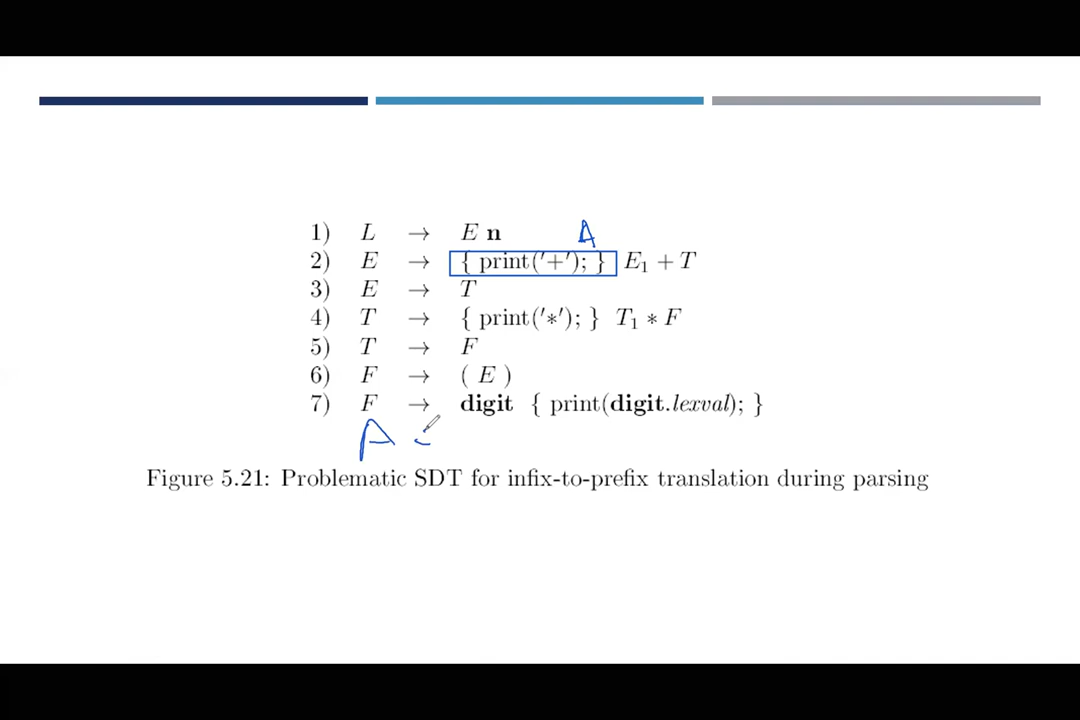 1) L → E n A
2) E → { print('+'); } E₁ + T
3) E → T
4) T → { print('*'); } T₁ * F
5) T → F
6) F → ( E )
7) F → digit { print(digit.lexval); }
A
Figure 5.21: Problematic SDT for infix-to-prefix translation during parsing